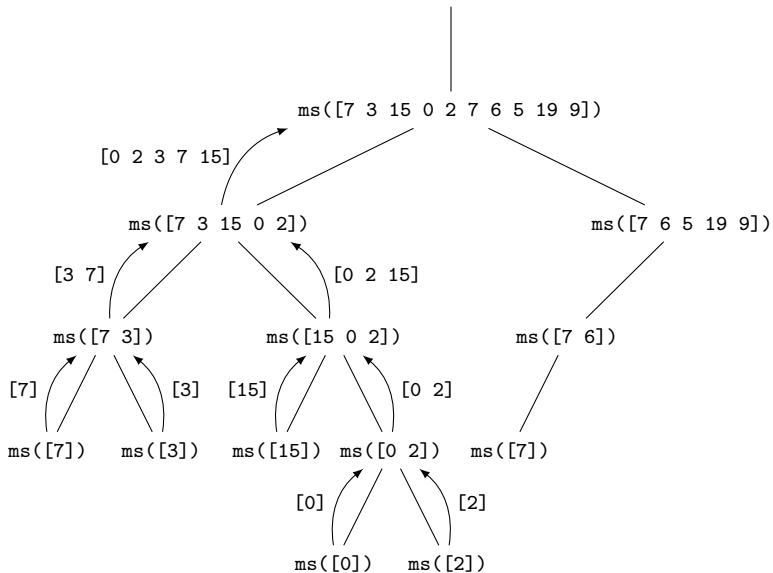 ms([7 3 15 0 2 7 6 5 19 9])
[0 2 3 7 15]
ms([7 3 15 0 2])
ms([7 6 5 19 9])
[3 7]
[0 2 15]
ms([7 3])
ms([15 0 2])
ms([7 6])
[7]
[3]
[15]
[0 2]
ms([7])
ms([3])
ms([15])
ms([0 2])
ms([7])
[0]
[2]
ms([0])
ms([2])